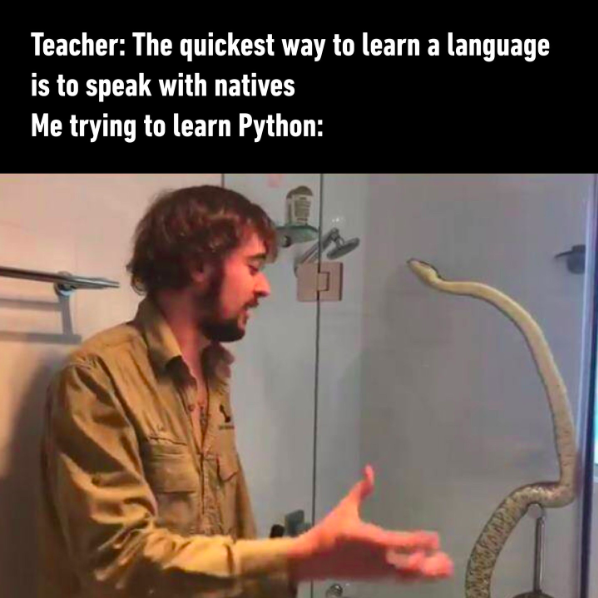 Teacher: The quickest way to learn a language
is to speak with natives
Me trying to learn Python: